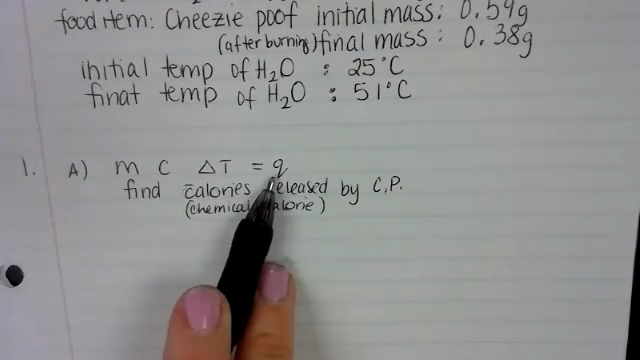 food item: Cheezie poof initial mass: 0.59g
(after burning) final mass: 0.38g
initial temp of H₂O : 25°C
final temp of H₂O : 51°C
1. A) m C ΔT = q
find calories released by C.P.
(chemical calorie)